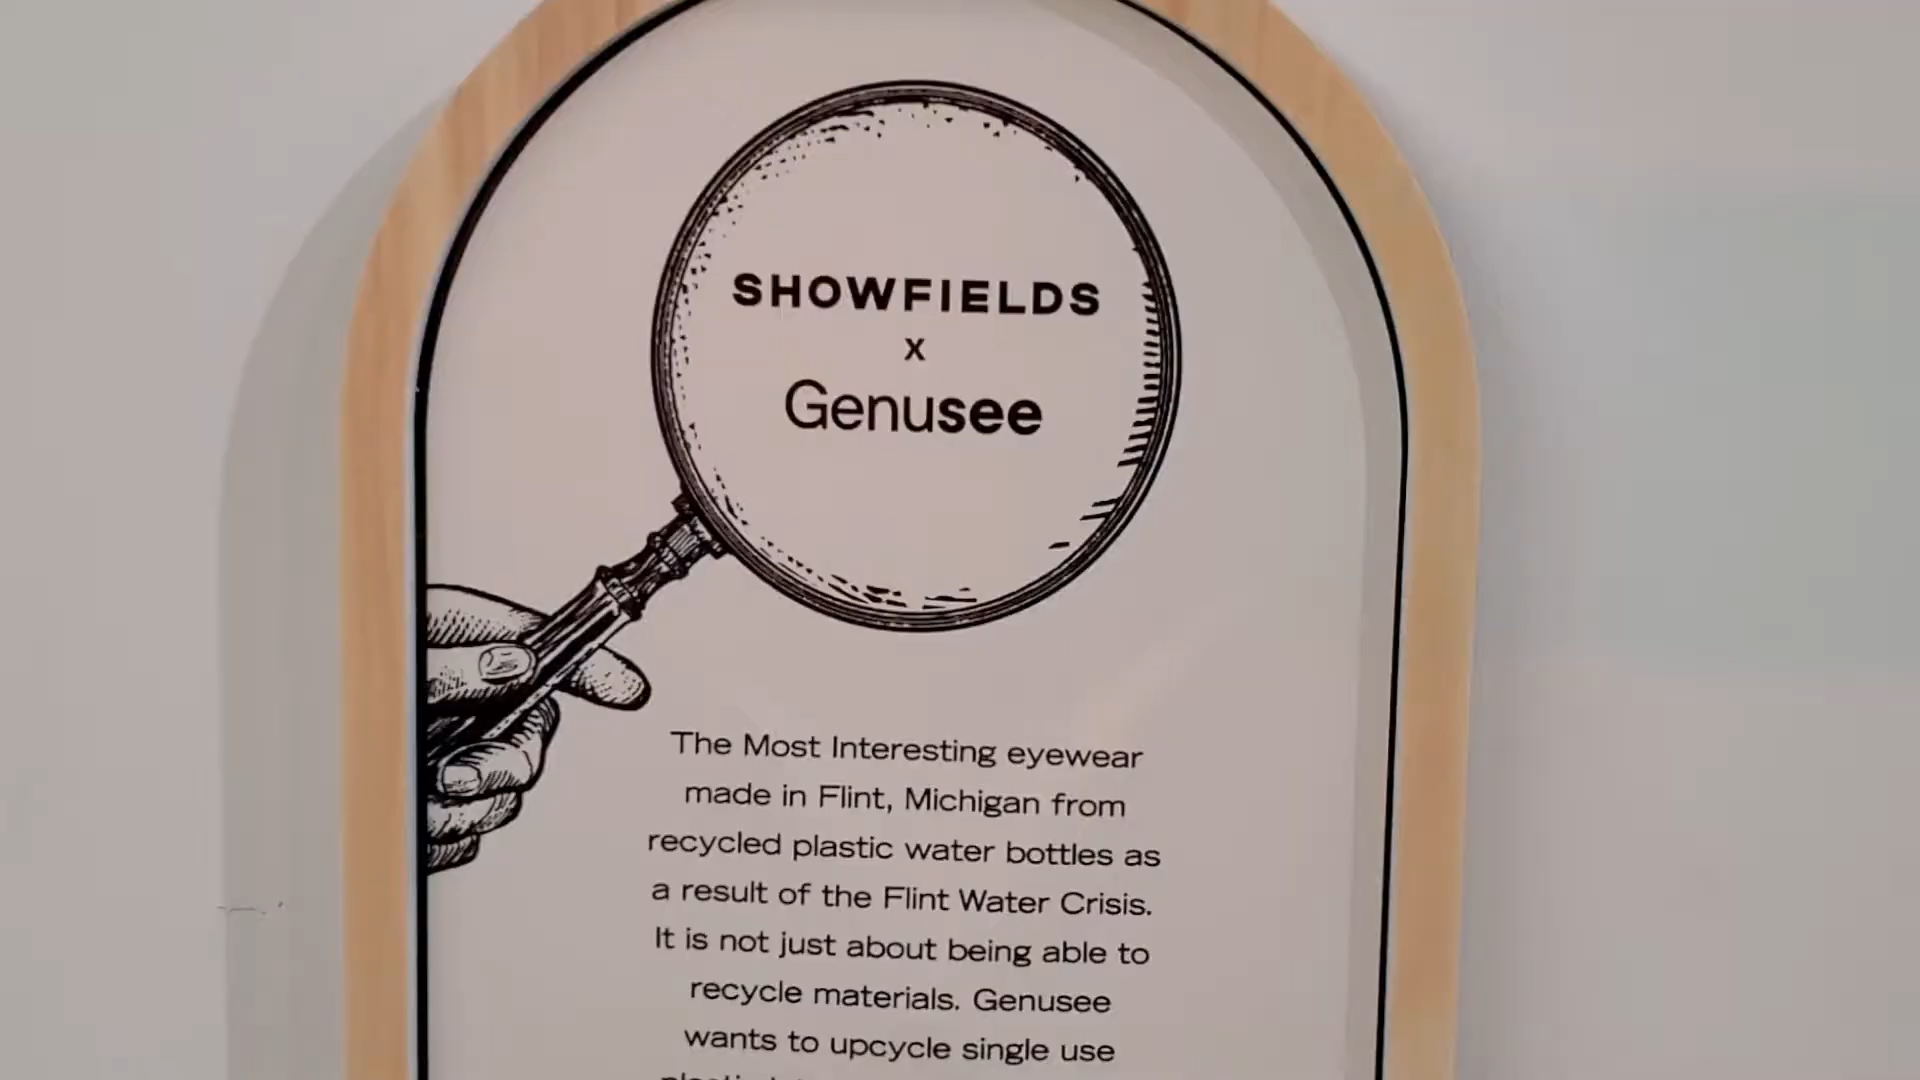 SHOWFIELDS
x
Genusee
The Most Interesting eyewear
made in Flint, Michigan from
recycled plastic water bottles as
a result of the Flint Water Crisis.
It is not just about being able to
recycle materials. Genusee
wants to upcycle single use